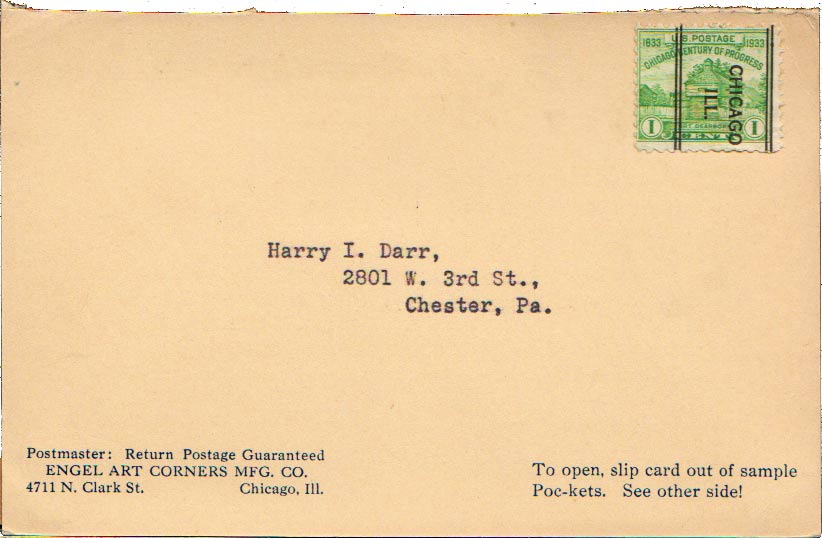 1833 U.S. POSTAGE 1933
CHICAGO CENTURY OF PROGRESS
CHICAGO
ILL.
1 CENT 1
Harry I. Darr,
2801 W. 3rd St.,
Chester, Pa.
Postmaster: Return Postage Guaranteed
ENGEL ART CORNERS MFG. CO.
4711 N. Clark St. Chicago, Ill.
To open, slip card out of sample
Poc-kets. See other side!